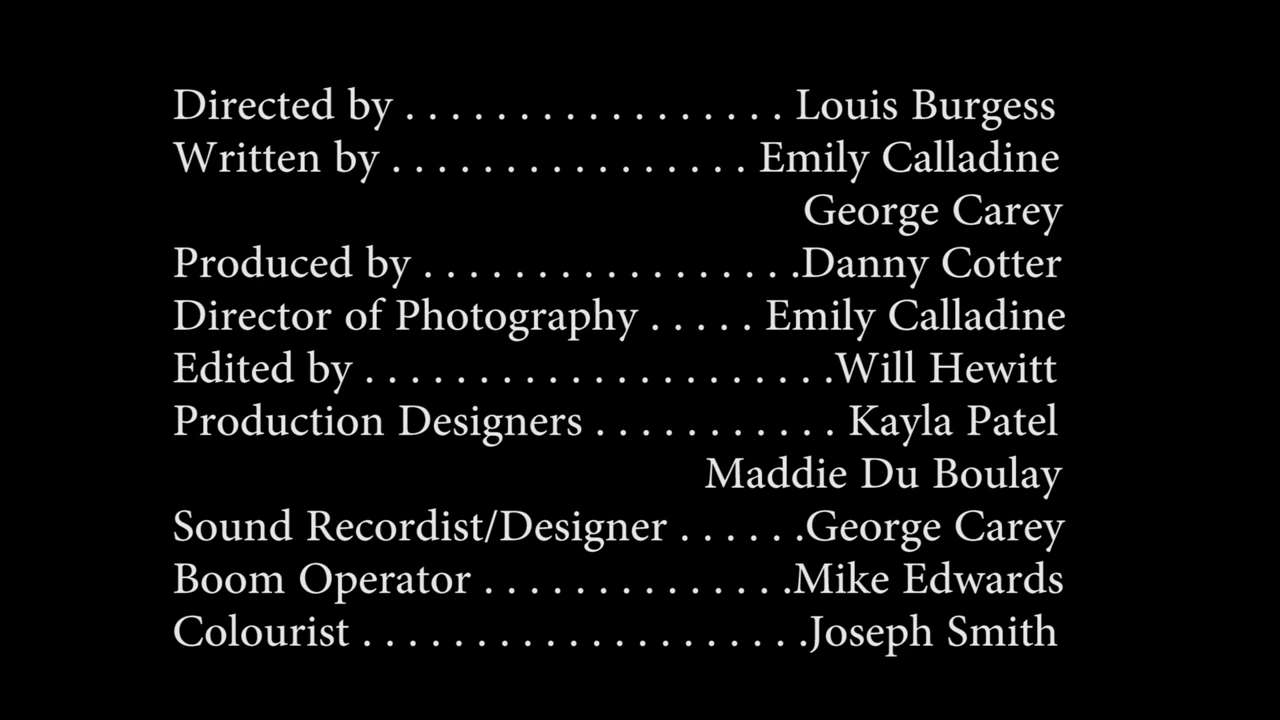 Directed by . . . . . . . . . . . . . . . . . Louis Burgess
Written by . . . . . . . . . . . . . . . . Emily Calladine
George Carey
Produced by . . . . . . . . . . . . . . . . .Danny Cotter
Director of Photography . . . . . Emily Calladine
Edited by . . . . . . . . . . . . . . . . . . . . .Will Hewitt
Production Designers . . . . . . . . . . . Kayla Patel
Maddie Du Boulay
Sound Recordist/Designer . . . . . .George Carey
Boom Operator . . . . . . . . . . . . . .Mike Edwards
Colourist . . . . . . . . . . . . . . . . . . . .Joseph Smith